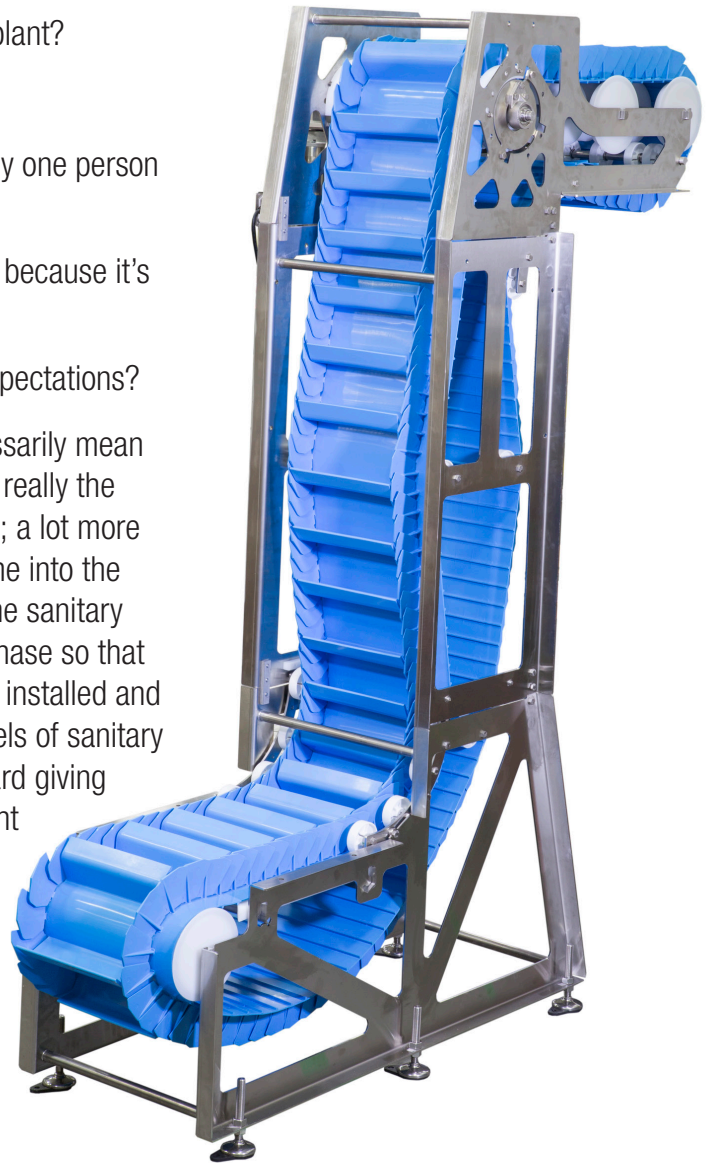 plant?
y one person
because it’s
pectations?
ssarily mean
really the
; a lot more
ne into the
ne sanitary
hase so that
installed and
els of sanitary
ard giving
nt